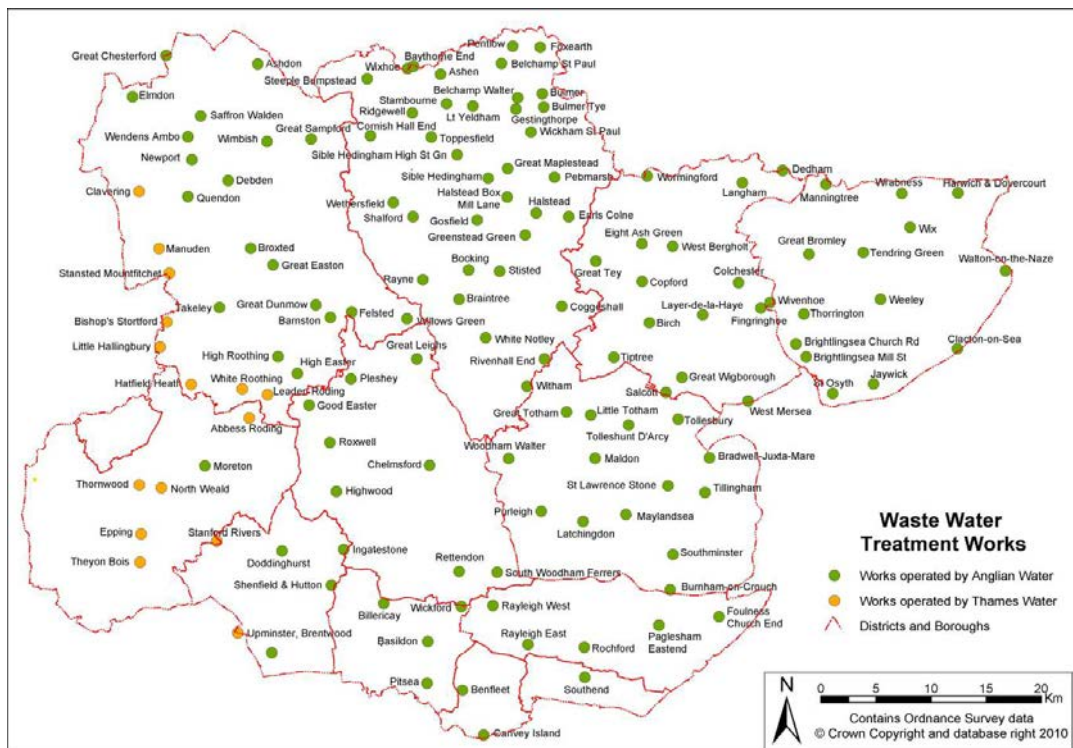 Great Chesterford
Ashdon
Elmdon
Saffron Walden
Wendens Ambo
Wimbish
Great Sampford
Newport
Debden
Clavering
Quendon
Manuden
Broxted
Great Easton
Stansted Mountfitchet
Takeley
Great Dunmow
Barnston
Felsted
Bishop's Stortford
Little Hallingbury
High Roothing
High Easter
Hatfield Heath
White Roothing
Leaden Roding
Abbess Roding
Pentlow
Foxearth
Baythorne End
Wixhoe
Belchamp St Paul
Ashen
Steeple Bumpstead
Belchamp Walter
Bulmer
Stambourne
Bulmer Tye
Ridgewell
Lt Yeldham
Gestingthorpe
Cornish Hall End
Toppesfield
Wickham St Paul
Sible Hedingham High St Gn
Great Maplestead
Sible Hedingham
Pebmarsh
Halstead Box
Mill Lane
Wethersfield
Halstead
Shalford
Gosfield
Earls Colne
Greenstead Green
Bocking
Stisted
Rayne
Braintree
Coggeshall
Willows Green
White Notley
Great Leighs
Rivenhall End
Witham
Pleshey
Good Easter
Roxwell
Chelmsford
Highwood
Wormingford
Dedham
Langham
Manningtree
Wrabness
Harwich & Dovercourt
Wix
Eight Ash Green
West Bergholt
Great Bromley
Tendring Green
Great Tey
Copford
Colchester
Walton-on-the-Naze
Layer-de-la-Haye
Wivenhoe
Weeley
Birch
Fingringhoe
Thorrington
Brightlingsea Church Rd
Clacton-on-Sea
Brightlingsea Mill St
Tiptree
Great Wigborough
Jaywick
St Osyth
Salcott
West Mersea
Great Totham
Little Totham
Tollesbury
Tolleshunt D'Arcy
Woodham Walter
Maldon
Bradwell-Juxta-Mare
St Lawrence Stone
Tillingham
Purleigh
Maylandsea
Latchingdon
Southminster
Burnham-on-Crouch
Moreton
Thornwood
North Weald
Epping
Stanford Rivers
Theyon Bois
Doddinghurst
Ingatestone
Shenfield & Hutton
Rettendon
South Woodham Ferrers
Billericay
Wickford
Rayleigh West
Upminster, Brentwood
Basildon
Rayleigh East
Rochford
Paglesham
Eastend
Foulness
Church End
Pitsea
Benfleet
Southend
Canvey Island
Waste Water
Treatment Works
Works operated by Anglian Water
Works operated by Thames Water
Districts and Boroughs
N
0 5 10 15 20
Km
Contains Ordnance Survey data
© Crown Copyright and database right 2010